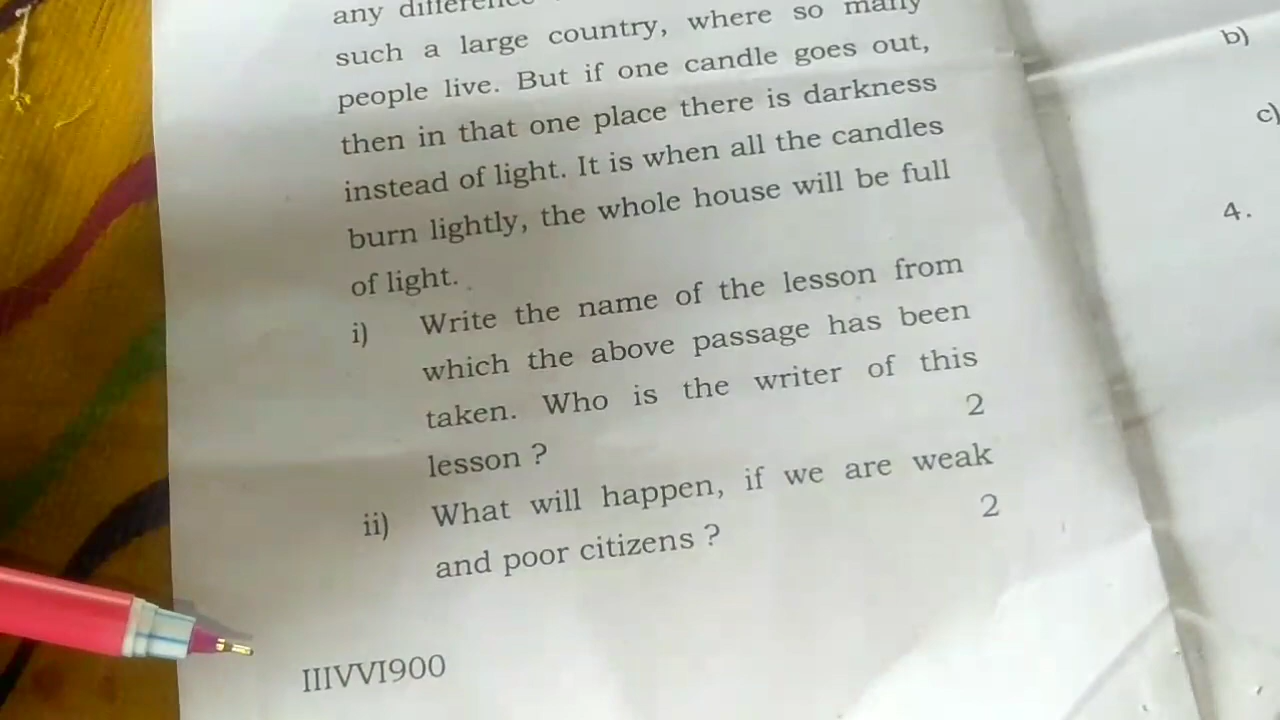 any difference
such a large country, where so many
people live. But if one candle goes out,
then in that one place there is darkness
instead of light. It is when all the candles
burn lightly, the whole house will be full
of light.
i) Write the name of the lesson from
which the above passage has been
taken. Who is the writer of this
lesson ? 2
ii) What will happen, if we are weak
and poor citizens ? 2
IIIVVI900
b)
c)
4.